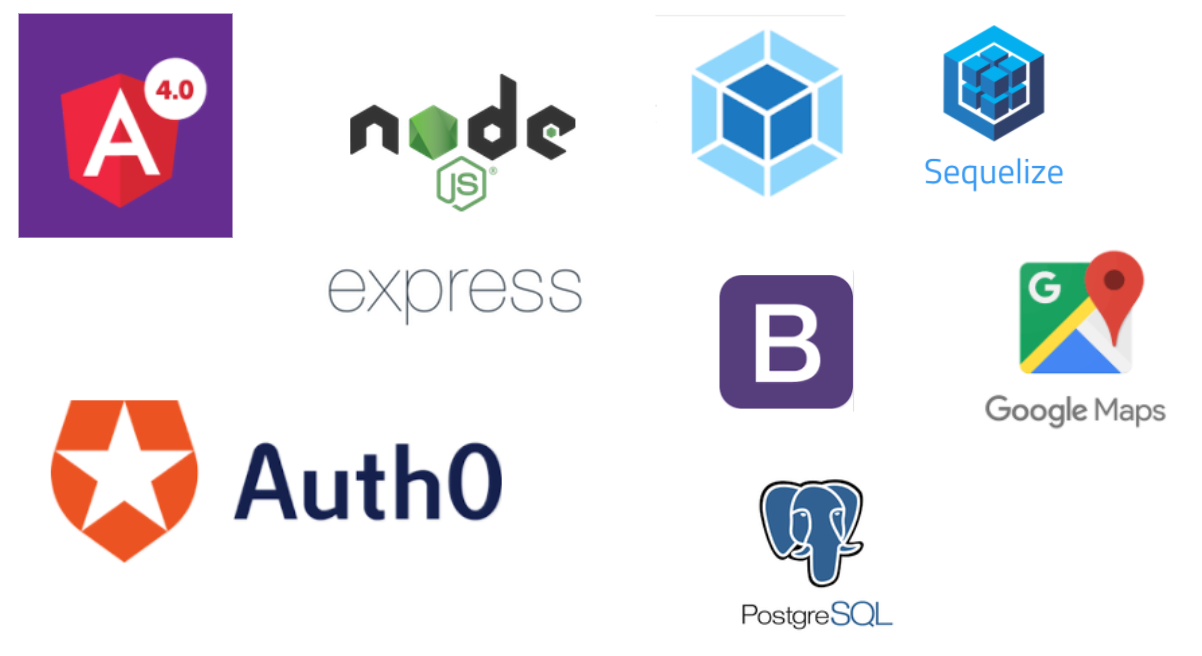 A
4.0
node
JS®
express
Auth0
Sequelize
B
G
Google Maps
PostgreSQL